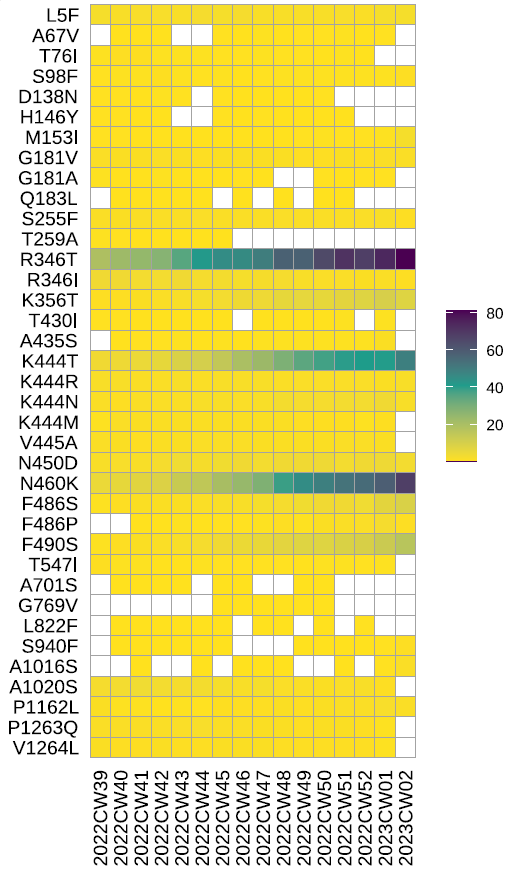 L5F
A67V
T76I
S98F
D138N
H146Y
M153I
G181V
G181A
Q183L
S255F
T259A
R346T
R346I
K356T
T430I
A435S
K444T
K444R
K444N
K444M
V445A
N450D
N460K
F486S
F486P
F490S
T547I
A701S
G769V
L822F
S940F
A1016S
A1020S
P1162L
P1263Q
V1264L
80
60
40
20
2022CW39
2022CW40
2022CW41
2022CW42
2022CW43
2022CW44
2022CW45
2022CW46
2022CW47
2022CW48
2022CW49
2022CW50
2022CW51
2022CW52
2023CW01
2023CW02